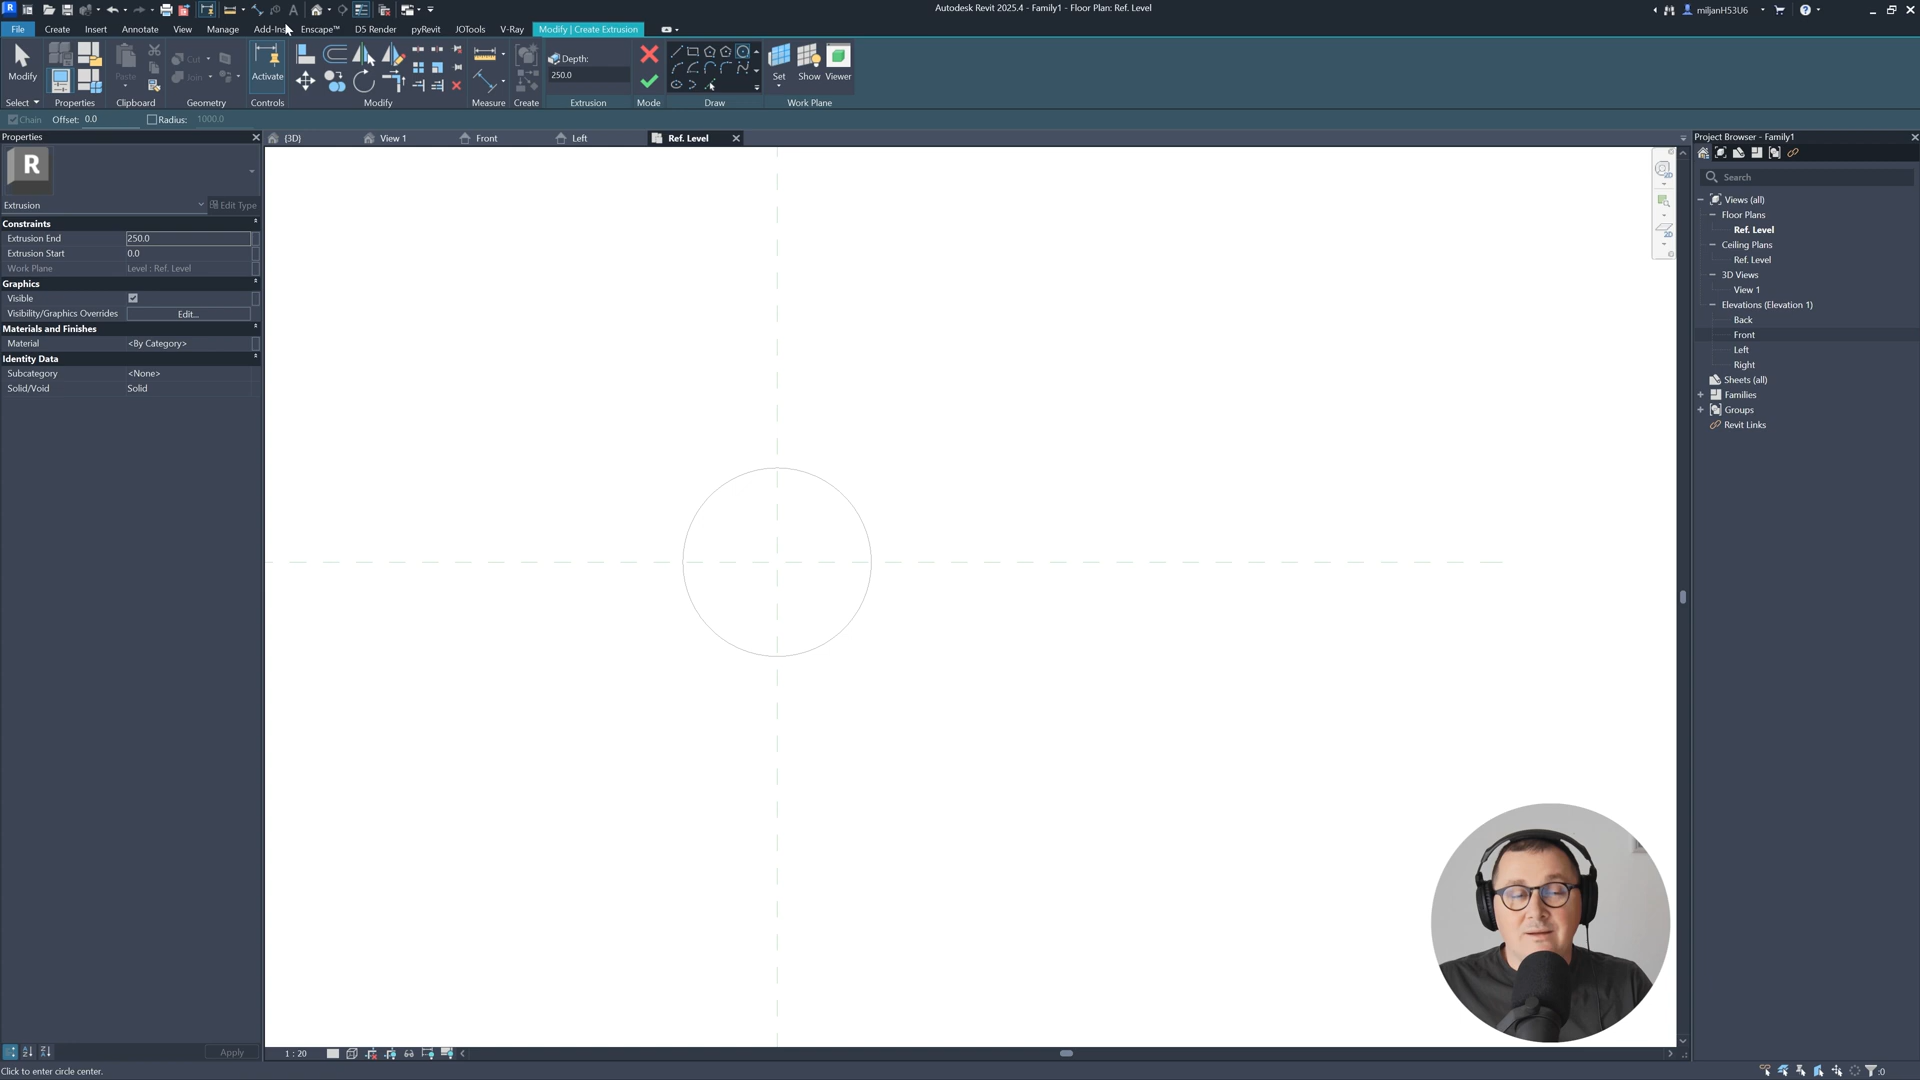 Autodesk Revit 2025.4 - Family1 - Floor Plan: Ref. Level
miljanH53U6
File Create Insert Annotate View Manage Add-Ins Enscape™ D5 Render pyRevit JOTools V-Ray Modify | Create Extrusion
Modify
Paste
Cut
Join
Activate
Create
Depth:
250.0
Set Show Viewer
Select Properties Clipboard Geometry Controls Modify Measure Create Extrusion Mode Draw Work Plane
Chain Offset: 0.0 Radius: 1000.0
Properties
R
Extrusion
Edit Type
Constraints
Extrusion End 250.0
Extrusion Start 0.0
Work Plane Level : Ref. Level
Graphics
Visible
Visibility/Graphics Overrides Edit...
Materials and Finishes
Material <By Category>
Identity Data
Subcategory <None>
Solid/Void Solid
Apply
{3D} View 1 Front Left Ref. Level
2D
2D
Project Browser - Family1
Search
Views (all)
Floor Plans
Ref. Level
Ceiling Plans
Ref. Level
3D Views
View 1
Elevations (Elevation 1)
Back
Front
Left
Right
Sheets (all)
Families
Groups
Revit Links
1 : 20
Click to enter circle center.
:0